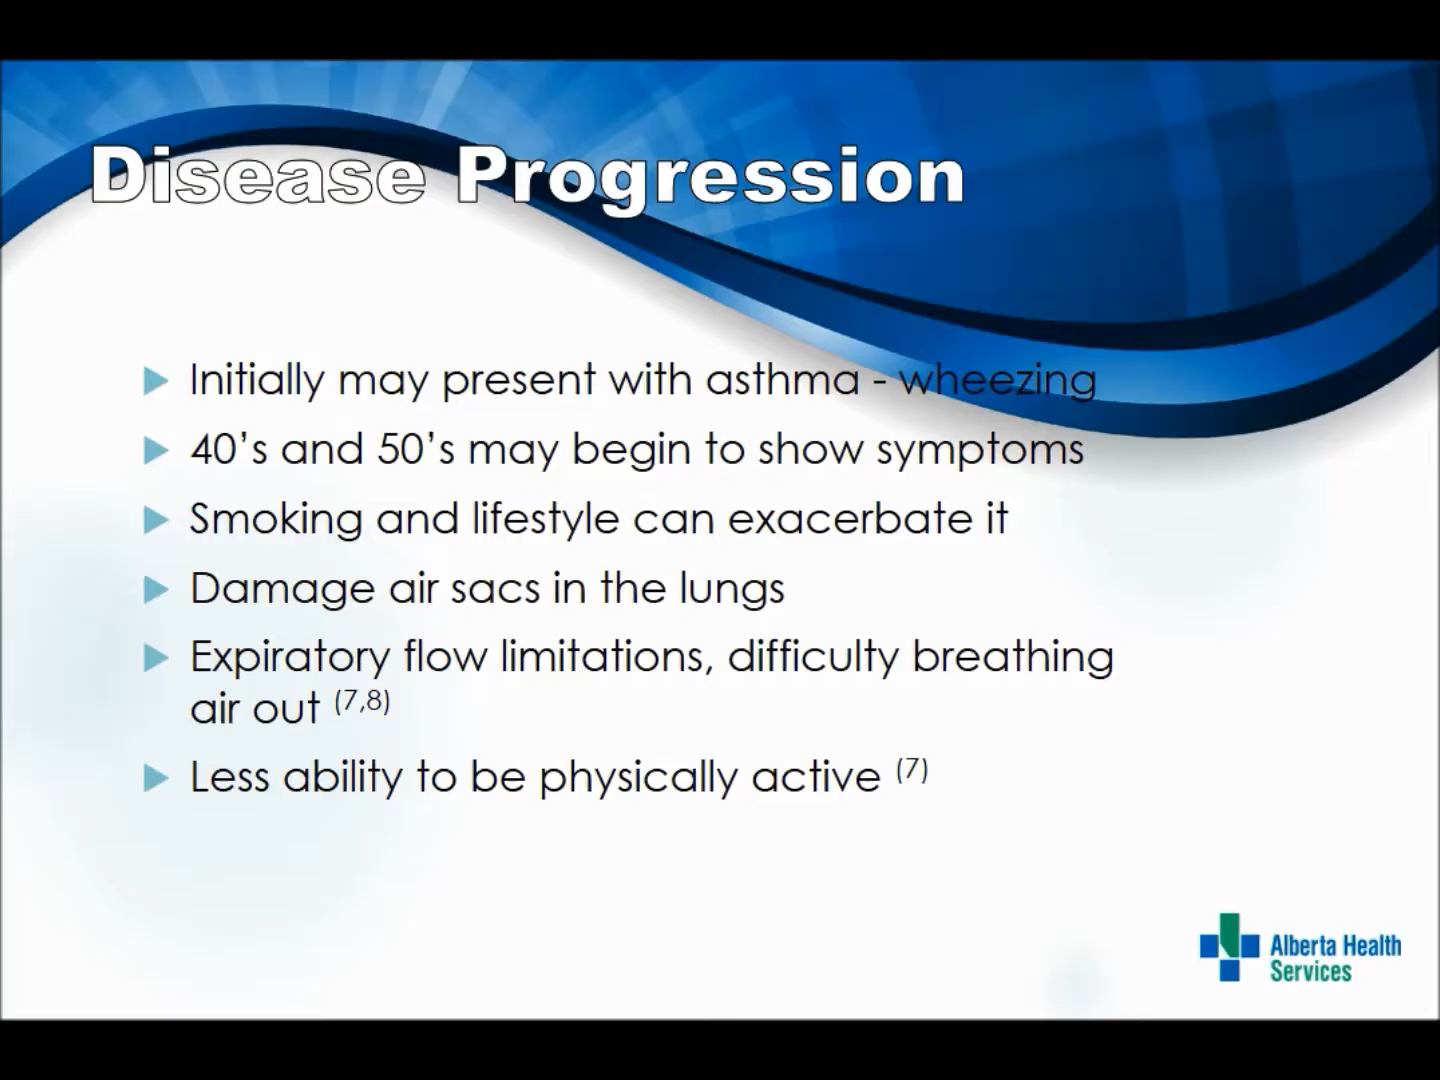 Disease Progression
Initially may present with asthma - wheezing
40’s and 50’s may begin to show symptoms
Smoking and lifestyle can exacerbate it
Damage air sacs in the lungs
Expiratory flow limitations, difficulty breathing
air out (7,8)
Less ability to be physically active (7)
Alberta Health
Services